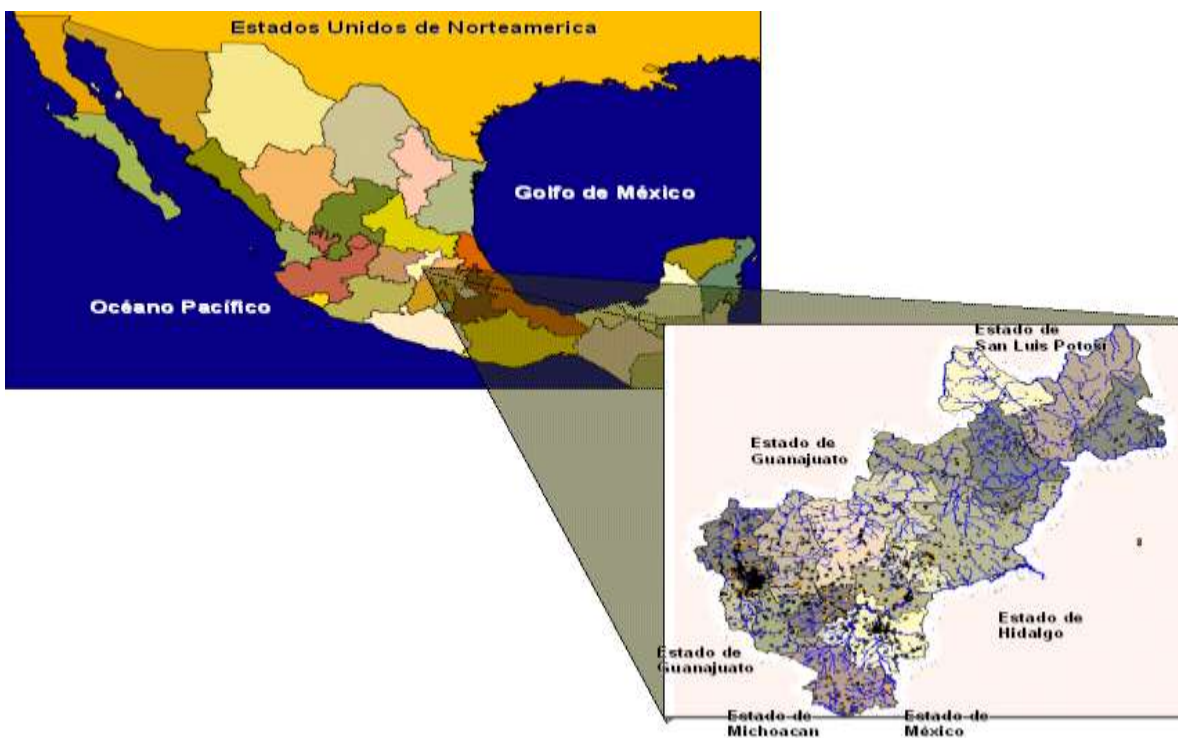 Estados Unidos de Norteamerica
Golfo de México
Océano Pacífico
Estado de
San Luis Potosí
Estado de
Guanajuato
Estado de
Hidalgo
Estado de
Guanajuato
Estado de
Michoacan
Estado de
México